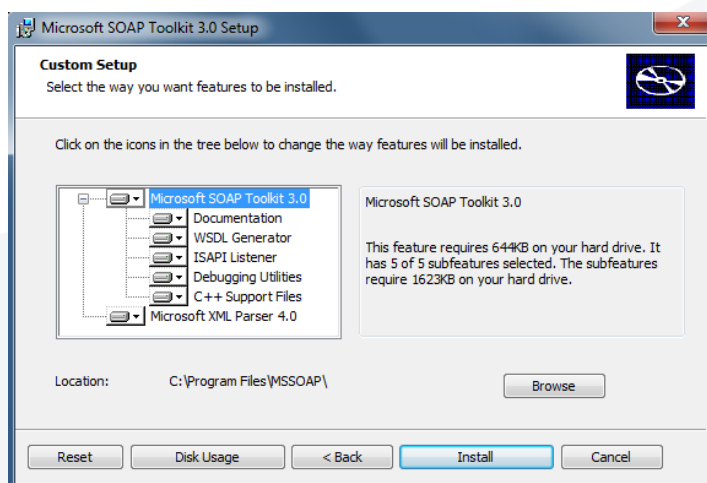 Microsoft SOAP Toolkit 3.0 Setup
Custom Setup
Select the way you want features to be installed.
Click on the icons in the tree below to change the way features will be installed.
Microsoft SOAP Toolkit 3.0
Documentation
WSDL Generator
ISAPI Listener
Debugging Utilities
C++ Support Files
Microsoft XML Parser 4.0
Microsoft SOAP Toolkit 3.0
This feature requires 644KB on your hard drive. It
has 5 of 5 subfeatures selected. The subfeatures
require 1623KB on your hard drive.
Location: C:\Program Files\MSSOAP\
Browse
Reset Disk Usage < Back Install Cancel